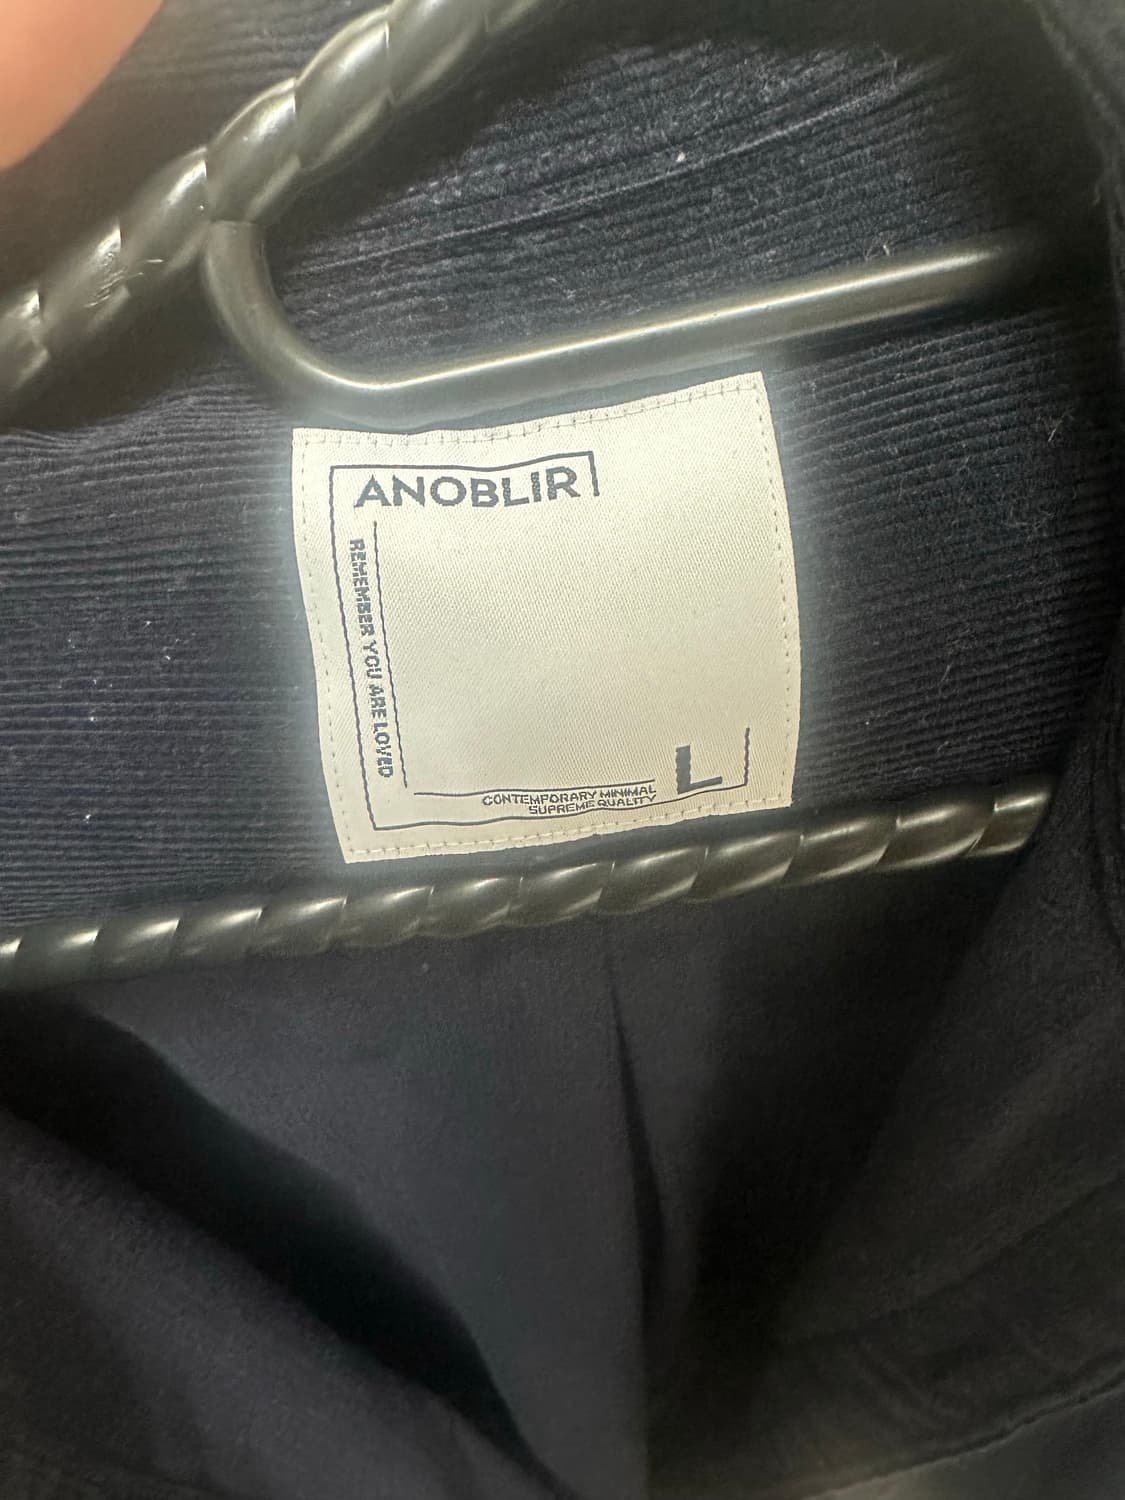 ANOBLIR
REMEMBER YOU ARE LOVED
L
CONTEMPORARY MINIMAL
SUPREME QUALITY